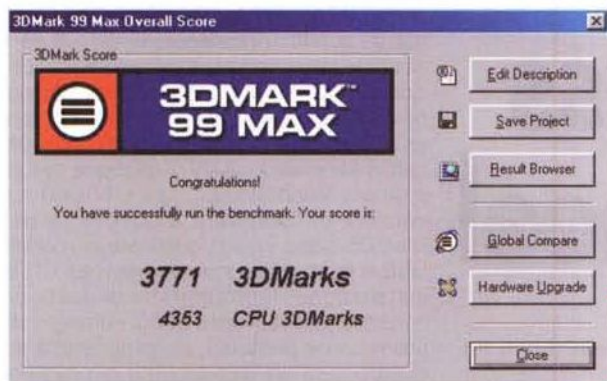 3DMark 99 Max Overall Score
3DMark Score
3DMARK™
99 MAX
Congratulations!
You have successfully run the benchmark. Your score is:
3771 3DMarks
4353 CPU 3DMarks
Edit Description
Save Project
Result Browser
Global Compare
Hardware Upgrade
Close